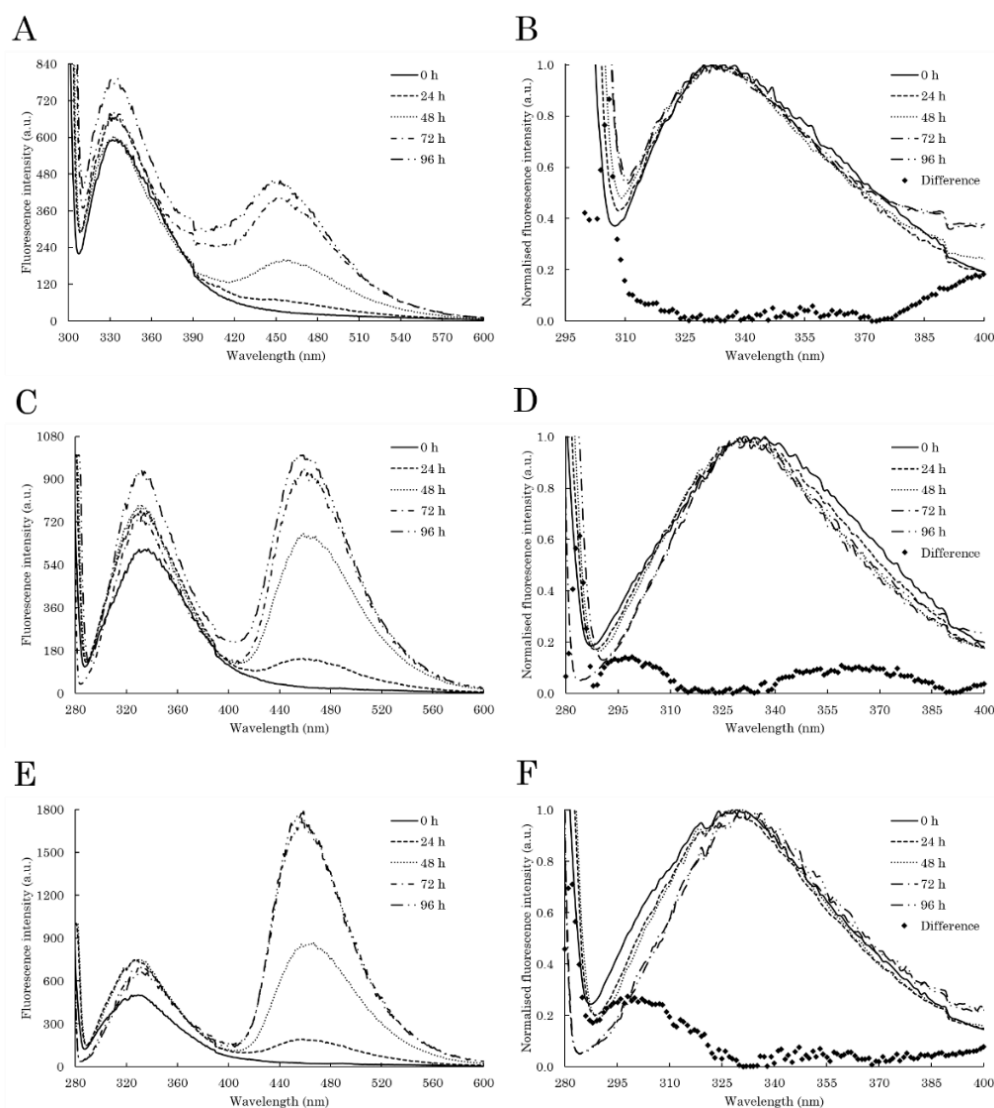 A
Fluorescence intensity (a.u.)
840
720
600
480
360
240
120
0
300 330 360 390 420 450 480 510 540 570 600
Wavelength (nm)
0 h
24 h
48 h
72 h
96 h
B
Normalised fluorescence intensity (a.u.)
1.0
0.8
0.6
0.4
0.2
0.0
295 310 325 340 355 370 385 400
Wavelength (nm)
0 h
24 h
48 h
72 h
96 h
Difference
C
Fluorescence intensity (a.u.)
1080
900
720
540
360
180
0
280 320 360 400 440 480 520 560 600
Wavelength (nm)
0 h
24 h
48 h
72 h
96 h
D
Normalised fluorescence intensity (a.u.)
1.0
0.8
0.6
0.4
0.2
0.0
280 295 310 325 340 355 370 385 400
Wavelength (nm)
0 h
24 h
48 h
72 h
96 h
Difference
E
Fluorescence intensity (a.u.)
1800
1500
1200
900
600
300
0
280 320 360 400 440 480 520 560 600
Wavelength (nm)
0 h
24 h
48 h
72 h
96 h
F
Normalised fluorescence intensity (a.u.)
1.0
0.8
0.6
0.4
0.2
0.0
280 295 310 325 340 355 370 385 400
Wavelength (nm)
0 h
24 h
48 h
72 h
96 h
Difference